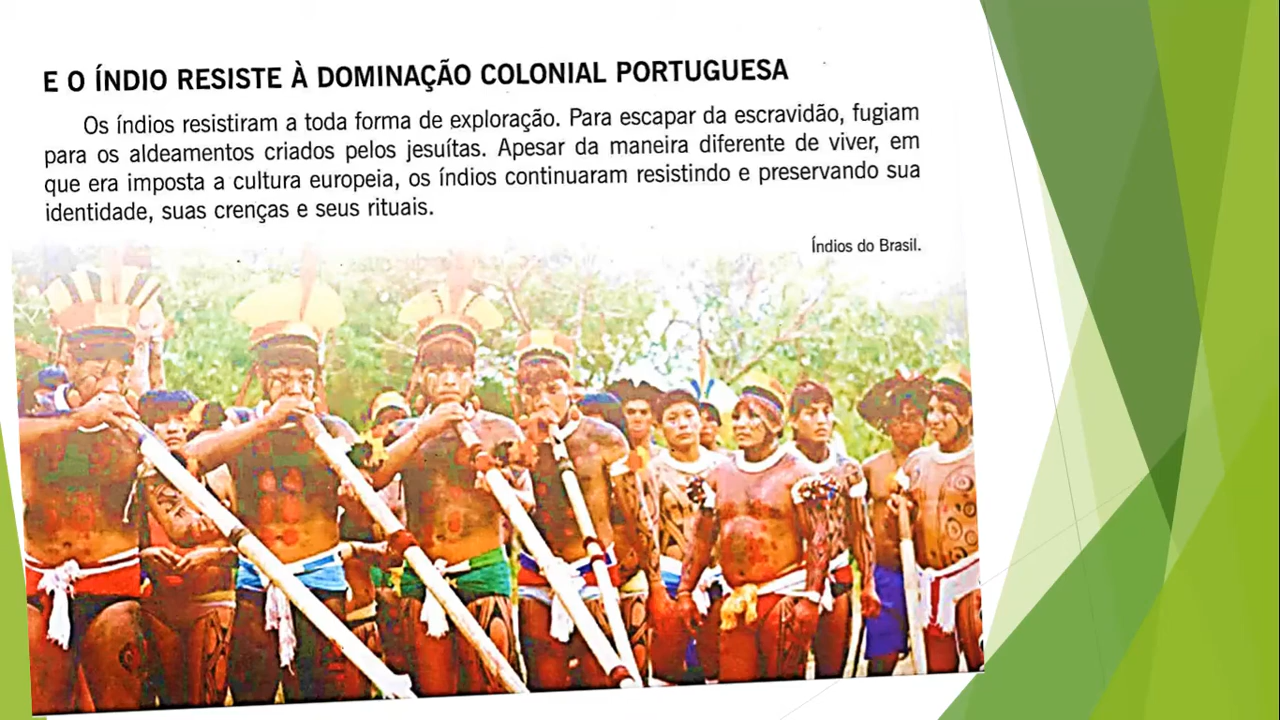 E O ÍNDIO RESISTE À DOMINAÇÃO COLONIAL PORTUGUESA
Os índios resistiram a toda forma de exploração. Para escapar da escravidão, fugiam
para os aldeamentos criados pelos jesuítas. Apesar da maneira diferente de viver, em
que era imposta a cultura europeia, os índios continuaram resistindo e preservando sua
identidade, suas crenças e seus rituais.
Índios do Brasil.